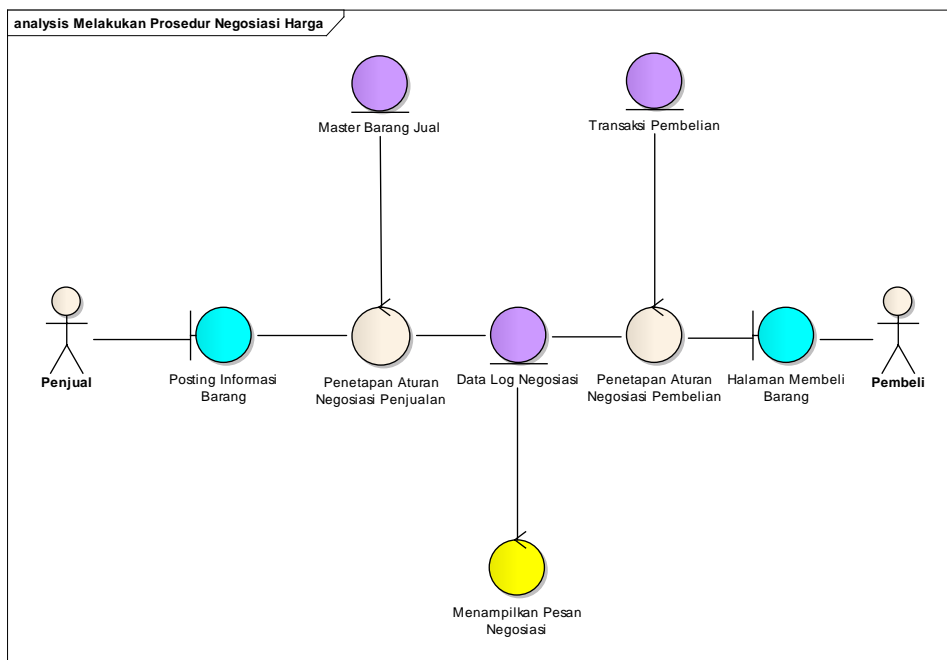 analysis Melakukan Prosedur Negosiasi Harga
Master Barang Jual
Transaksi Pembelian
Penjual
Posting Informasi
Barang
Penetapan Aturan
Negosiasi Penjualan
Data Log Negosiasi
Penetapan Aturan
Negosiasi Pembelian
Halaman Membeli
Barang
Pembeli
Menampilkan Pesan
Negosiasi